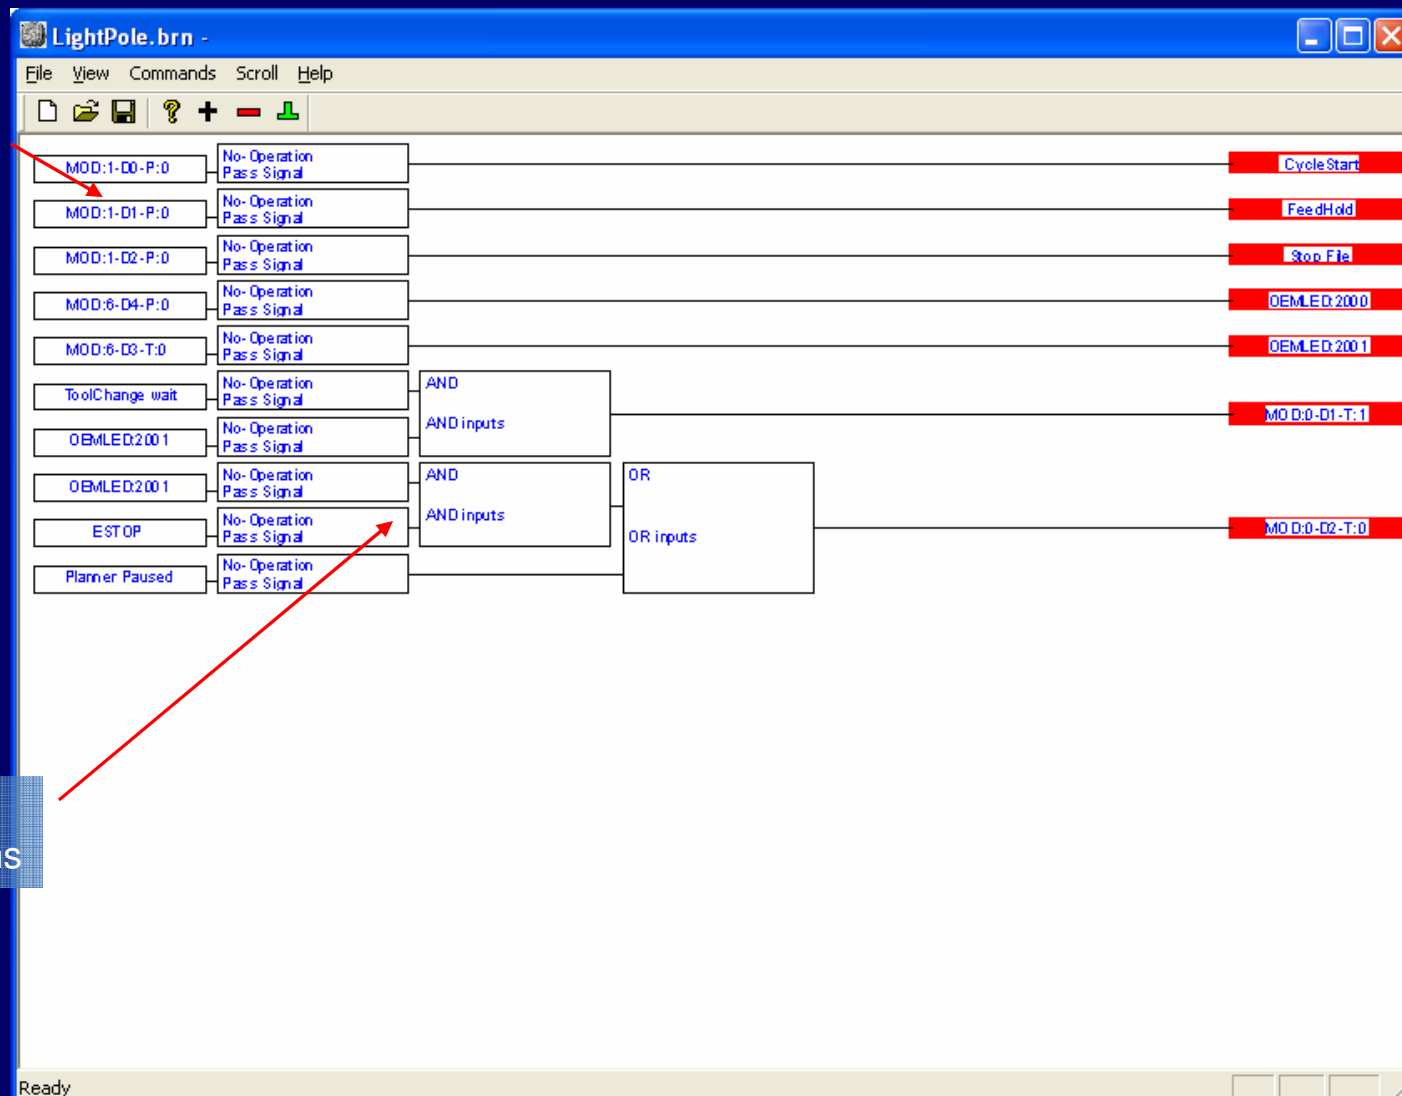 LightPole.brn -
File View Commands Scroll Help
MOD:1-D0-P:0 No-Operation CycleStart
Pass Signal
MOD:1-D1-P:0 No-Operation FeedHold
Pass Signal
MOD:1-D2-P:0 No-Operation Stop File
Pass Signal
MOD:6-D4-P:0 No-Operation OEMLED:2000
Pass Signal
MOD:6-D3-T:0 No-Operation OEMLED:2001
Pass Signal
ToolChange wait No-Operation AND
Pass Signal
AND inputs MOD:0-D1-T:1
OEMLED:2001 No-Operation
Pass Signal
OEMLED:2001 No-Operation AND OR
Pass Signal
ESTOP No-Operation AND inputs MOD:0-D2-T:0
Pass Signal OR inputs
Planner Paused No-Operation
Pass Signal
Ready